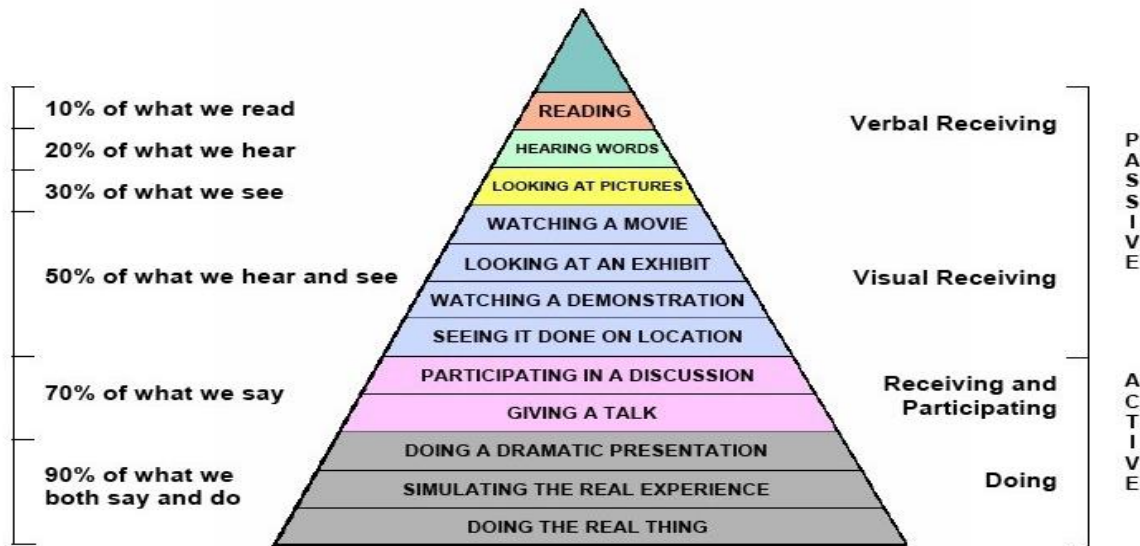 10% of what we read
READING
Verbal Receiving
20% of what we hear
HEARING WORDS
30% of what we see
LOOKING AT PICTURES
WATCHING A MOVIE
50% of what we hear and see
LOOKING AT AN EXHIBIT
Visual Receiving
WATCHING A DEMONSTRATION
SEEING IT DONE ON LOCATION
PASSIVE
70% of what we say
PARTICIPATING IN A DISCUSSION
GIVING A TALK
Receiving and
Participating
90% of what we
both say and do
DOING A DRAMATIC PRESENTATION
SIMULATING THE REAL EXPERIENCE
DOING THE REAL THING
Doing
ACTIVE